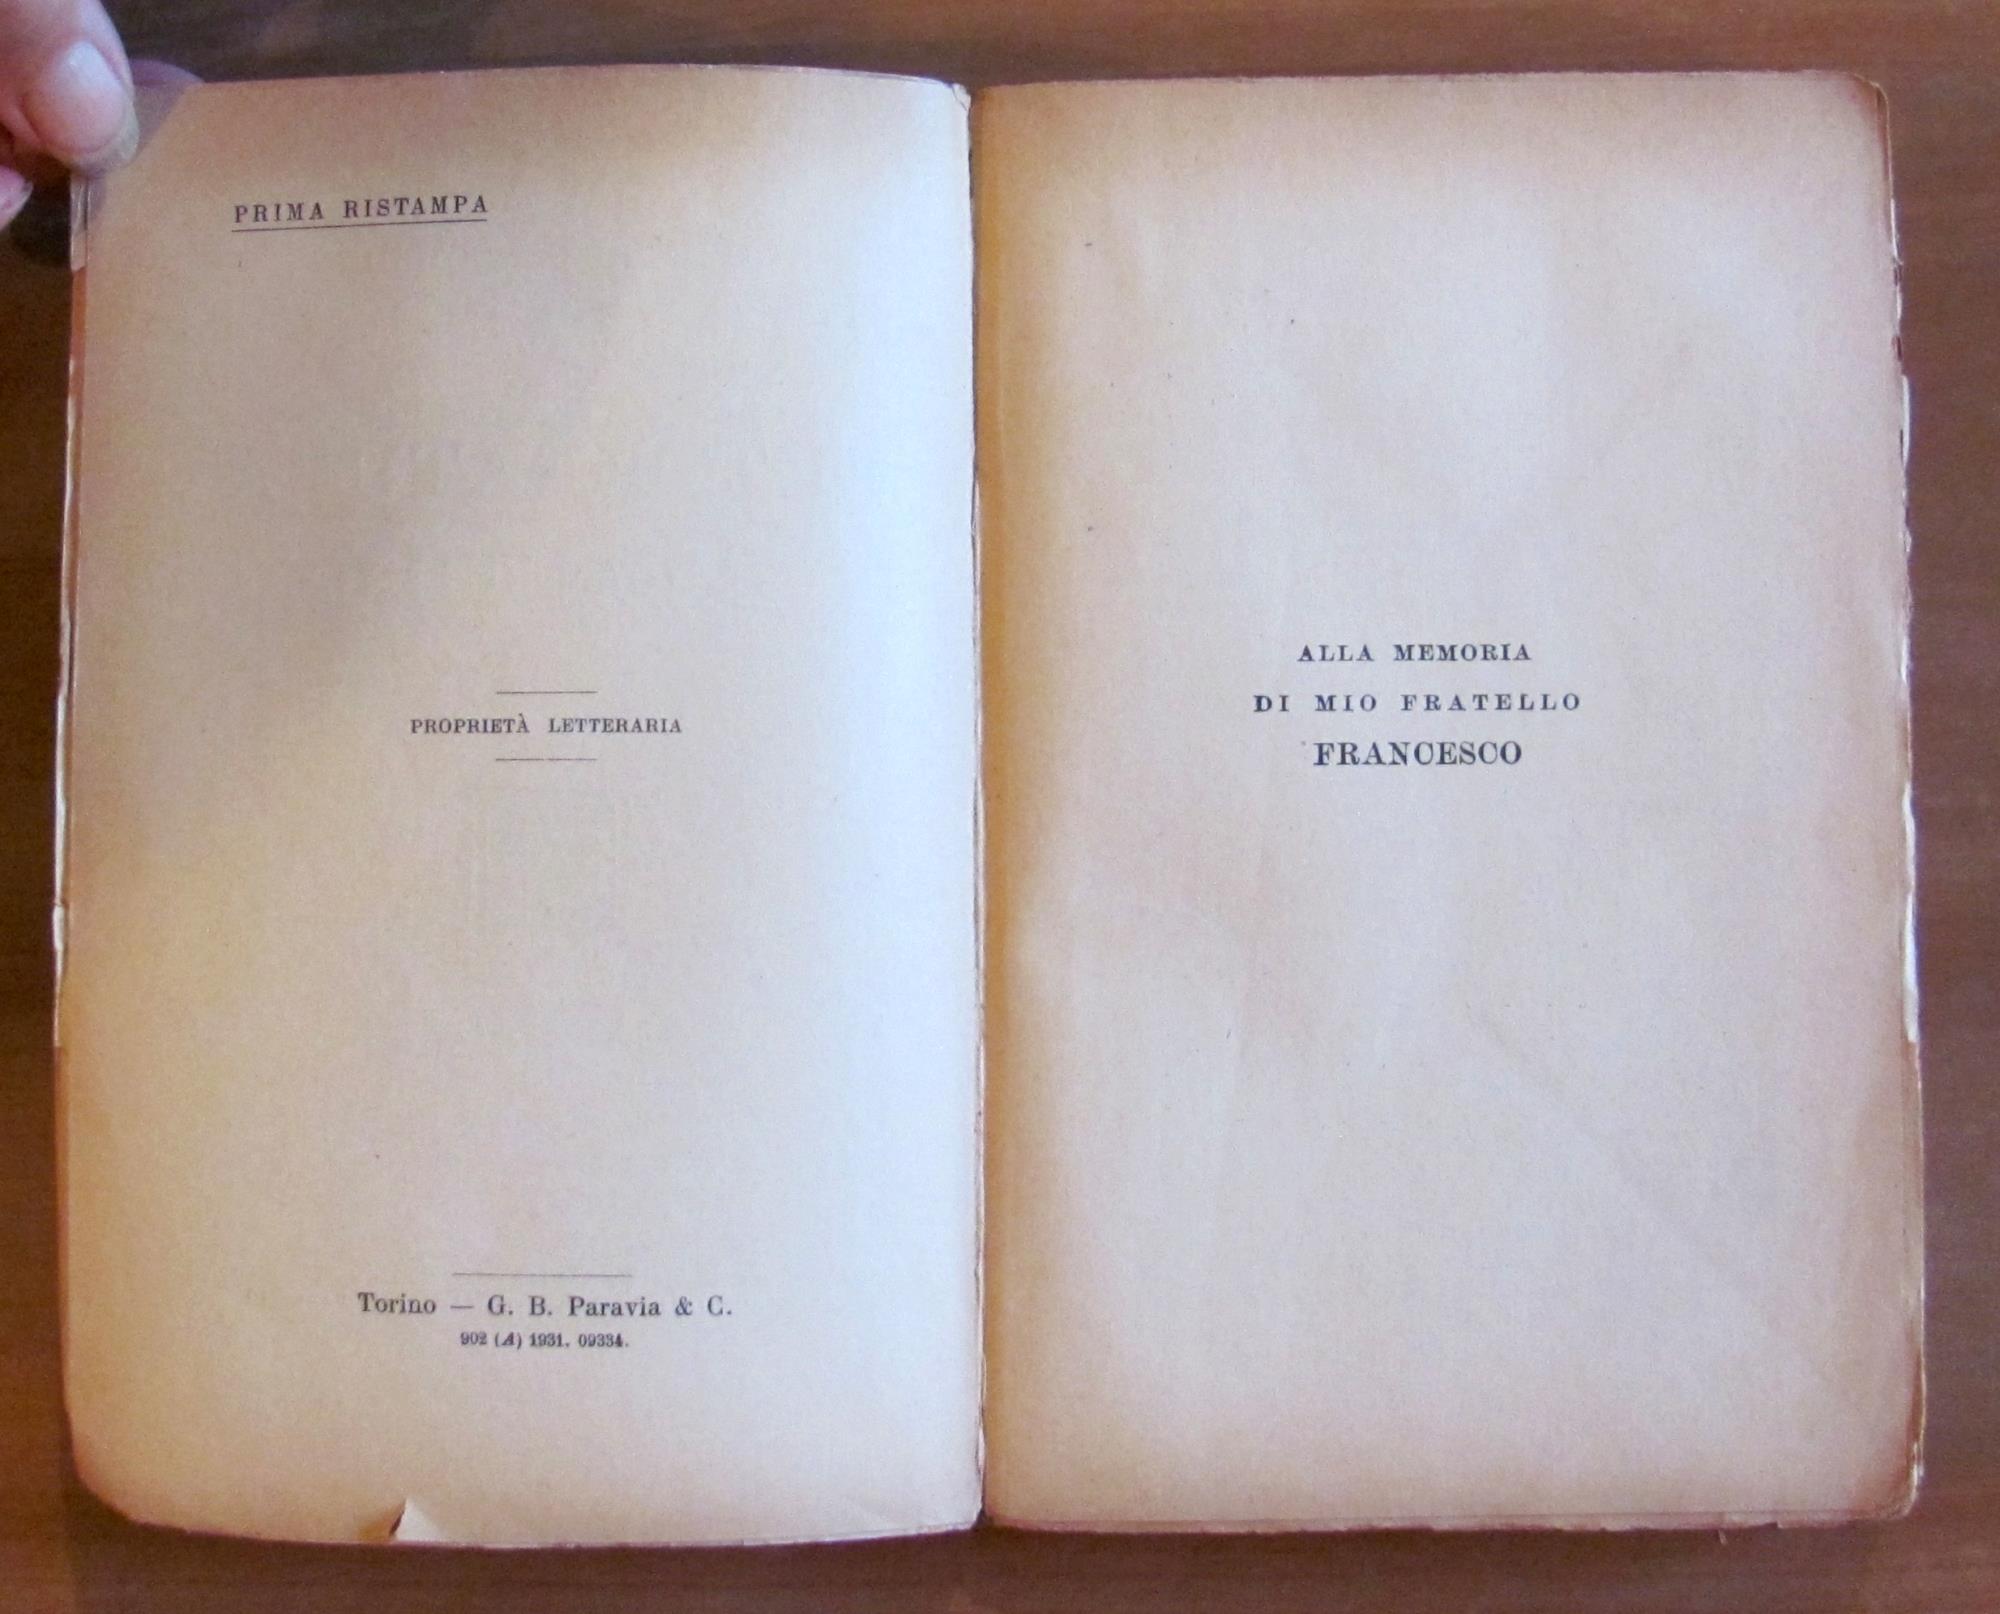 PRIMA RISTAMPA
PROPRIETÀ LETTERARIA
Torino — G. B. Paravia & C.
902 (A) 1931. 09334.
ALLA MEMORIA
DI MIO FRATELLO
FRANCESCO